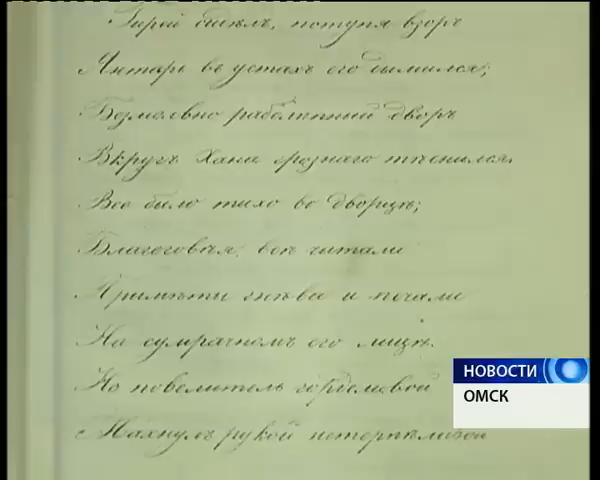 Гирей сидѣлъ, потупя взоръ
Янтарь въ устахъ его дымился;
Безмолвно раболѣпный дворъ
Вкругъ Хана грознаго тѣснился.
Все было тихо во дворцѣ;
Благоговѣя, всѣ читали
Примѣты гнѣва и печали
На сумрачномъ его лицѣ.
Но повелитель горделивой
Махнулъ рукой нетерпѣливой
НОВОСТИ
ОМСК